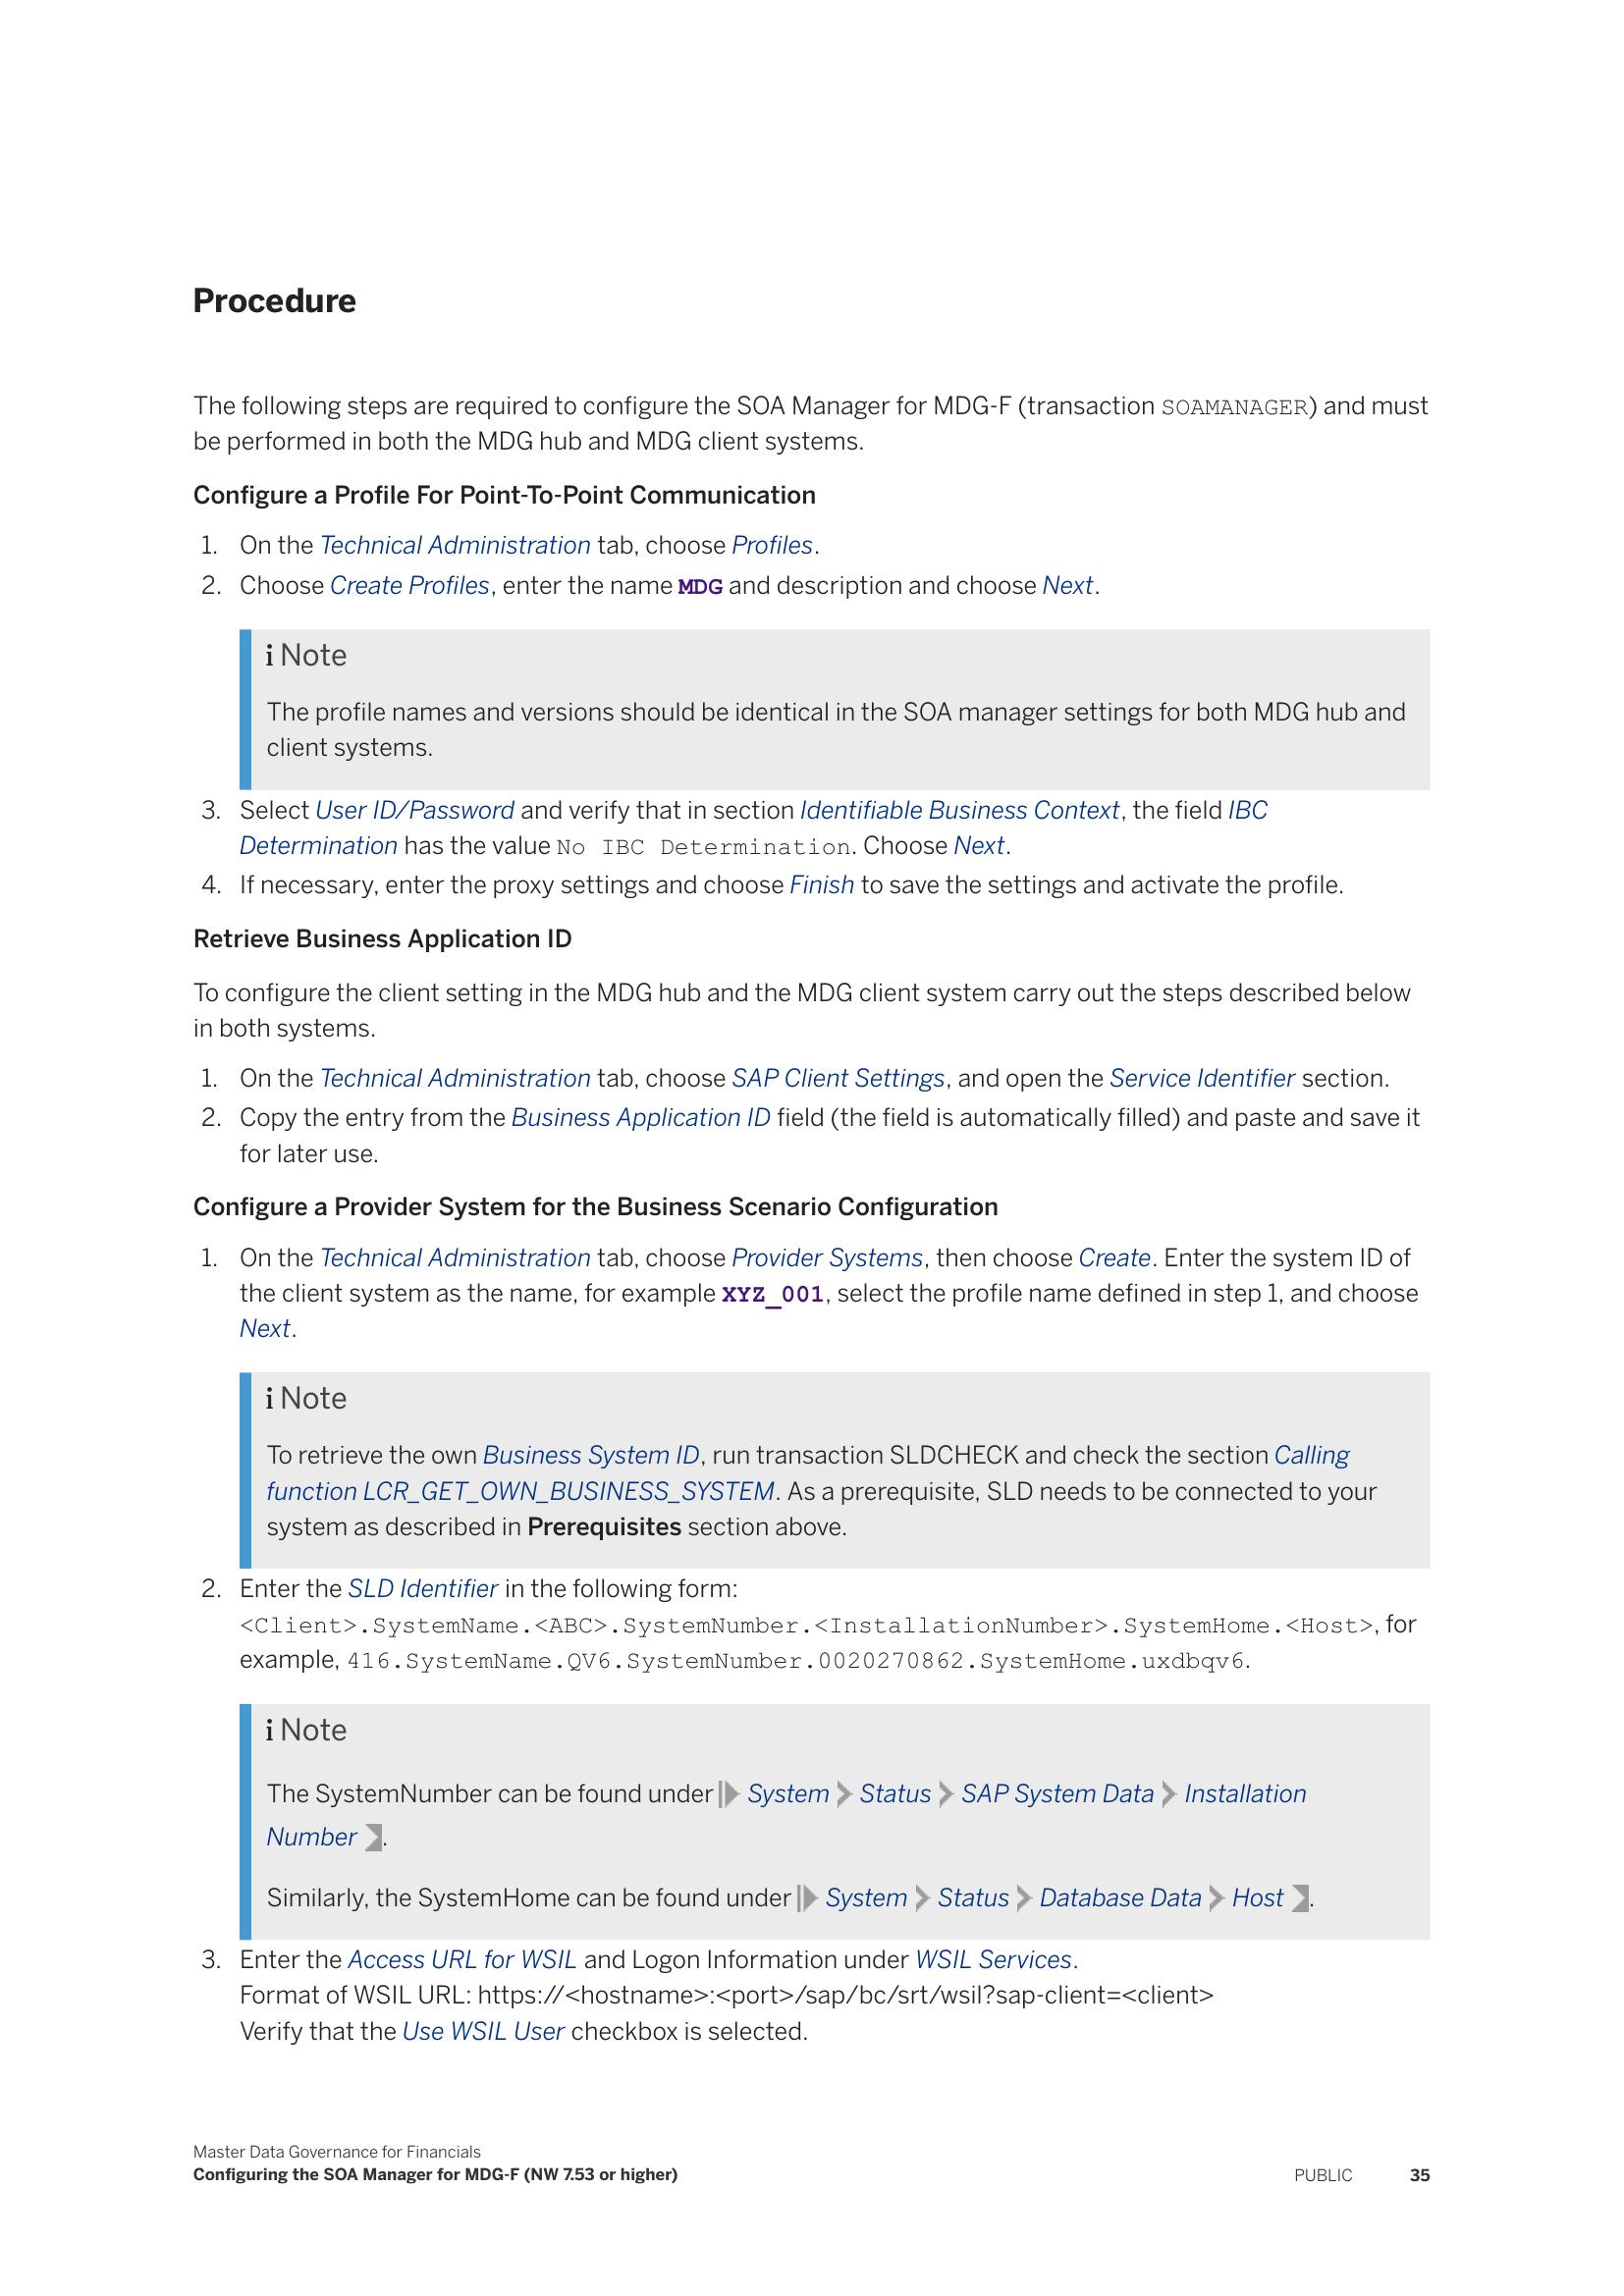 Procedure
The following steps are required to configure the SOA Manager for MDG-F (transaction SOAMANAGER) and must
be performed in both the MDG hub and MDG client systems.
Configure a Profile For Point-To-Point Communication
1. On the Technical Administration tab, choose Profiles.
2. Choose Create Profiles, enter the name MDG and description and choose Next.
i Note
The profile names and versions should be identical in the SOA manager settings for both MDG hub and
client systems.
3. Select User ID/Password and verify that in section Identifiable Business Context, the field IBC
Determination has the value No IBC Determination. Choose Next.
4. If necessary, enter the proxy settings and choose Finish to save the settings and activate the profile.
Retrieve Business Application ID
To configure the client setting in the MDG hub and the MDG client system carry out the steps described below
in both systems.
1. On the Technical Administration tab, choose SAP Client Settings, and open the Service Identifier section.
2. Copy the entry from the Business Application ID field (the field is automatically filled) and paste and save it
for later use.
Configure a Provider System for the Business Scenario Configuration
1. On the Technical Administration tab, choose Provider Systems, then choose Create. Enter the system ID of
the client system as the name, for example XYZ_001, select the profile name defined in step 1, and choose
Next.
i Note
To retrieve the own Business System ID, run transaction SLDCHECK and check the section Calling
function LCR_GET_OWN_BUSINESS_SYSTEM. As a prerequisite, SLD needs to be connected to your
system as described in Prerequisites section above.
2. Enter the SLD Identifier in the following form:
<Client>.SystemName.<ABC>.SystemNumber.<InstallationNumber>.SystemHome.<Host>, for
example, 416.SystemName.QV6.SystemNumber.0020270862.SystemHome.uxdbqv6.
i Note
The SystemNumber can be found under System Status SAP System Data Installation
Number .
Similarly, the SystemHome can be found under System Status Database Data Host .
3. Enter the Access URL for WSIL and Logon Information under WSIL Services.
Format of WSIL URL: https://<hostname>:<port>/sap/bc/srt/wsil?sap-client=<client>
Verify that the Use WSIL User checkbox is selected.
Master Data Governance for Financials
Configuring the SOA Manager for MDG-F (NW 7.53 or higher) PUBLIC 35